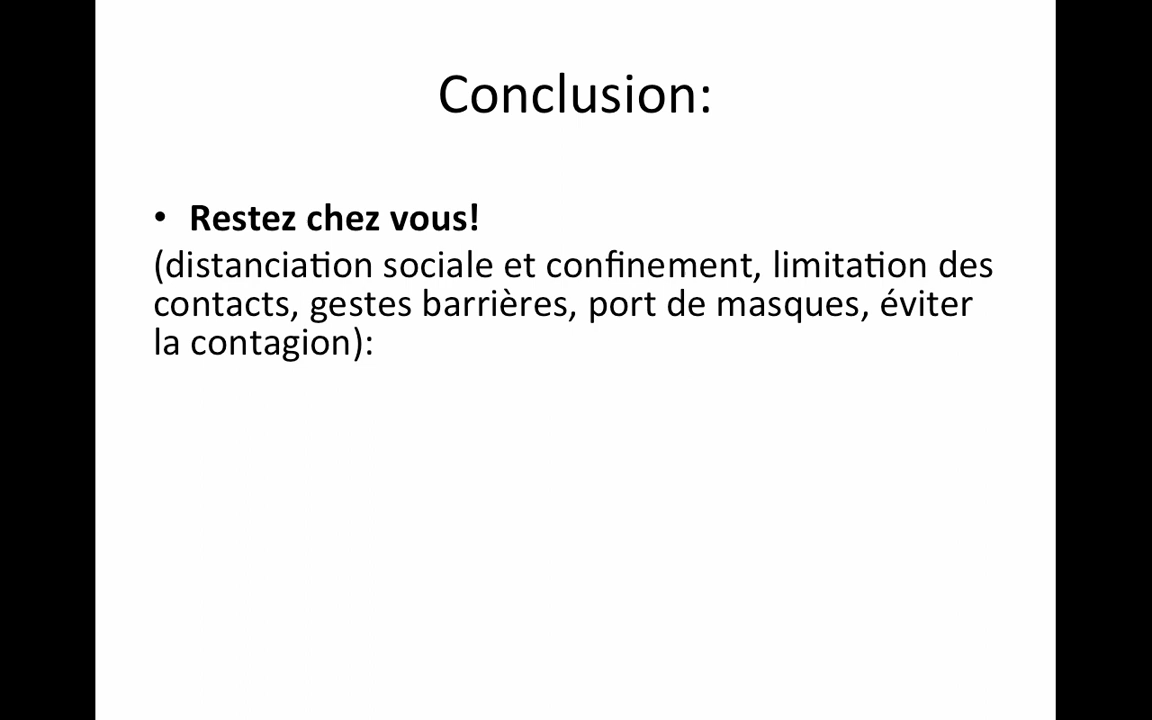 Conclusion:
• Restez chez vous!
(distanciation sociale et confinement, limitation des
contacts, gestes barrières, port de masques, éviter
la contagion):